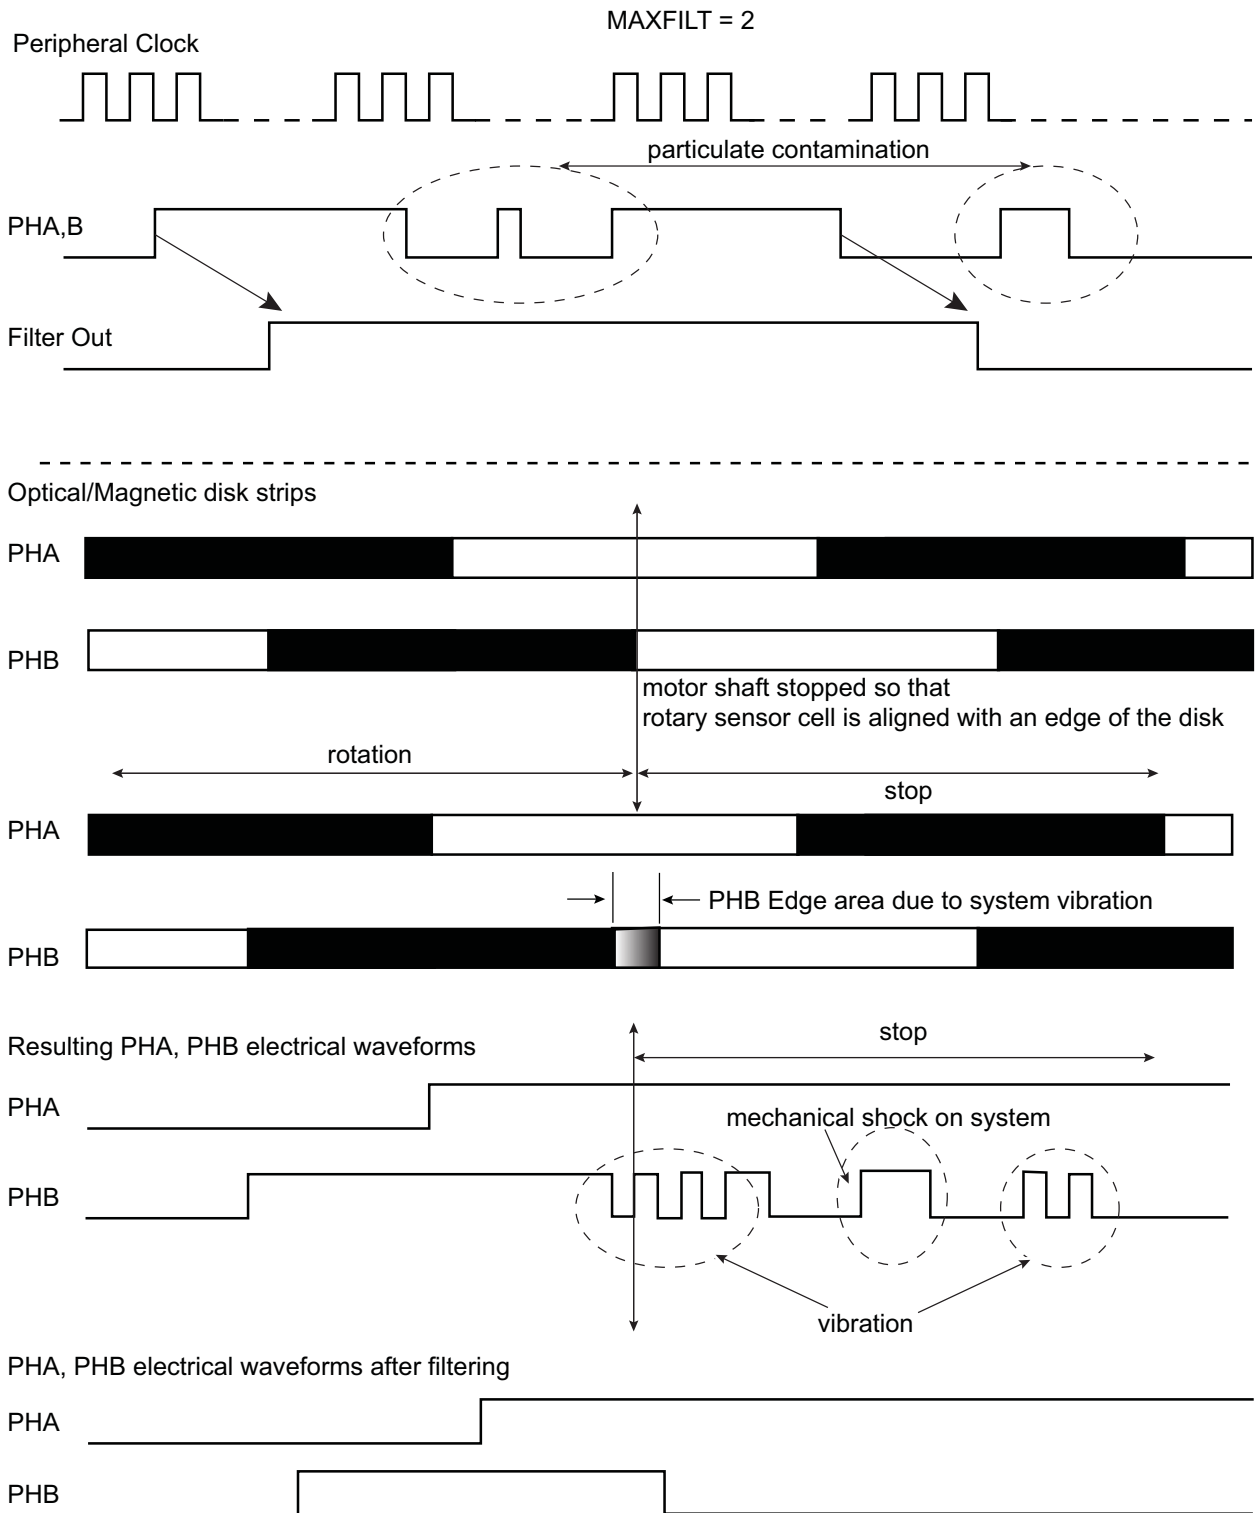 MAXFILT = 2
Peripheral Clock
particulate contamination
PHA,B
Filter Out
Optical/Magnetic disk strips
PHA
PHB
motor shaft stopped so that
rotary sensor cell is aligned with an edge of the disk
rotation
stop
PHA
PHB Edge area due to system vibration
PHB
Resulting PHA, PHB electrical waveforms
stop
PHA
mechanical shock on system
PHB
vibration
PHA, PHB electrical waveforms after filtering
PHA
PHB